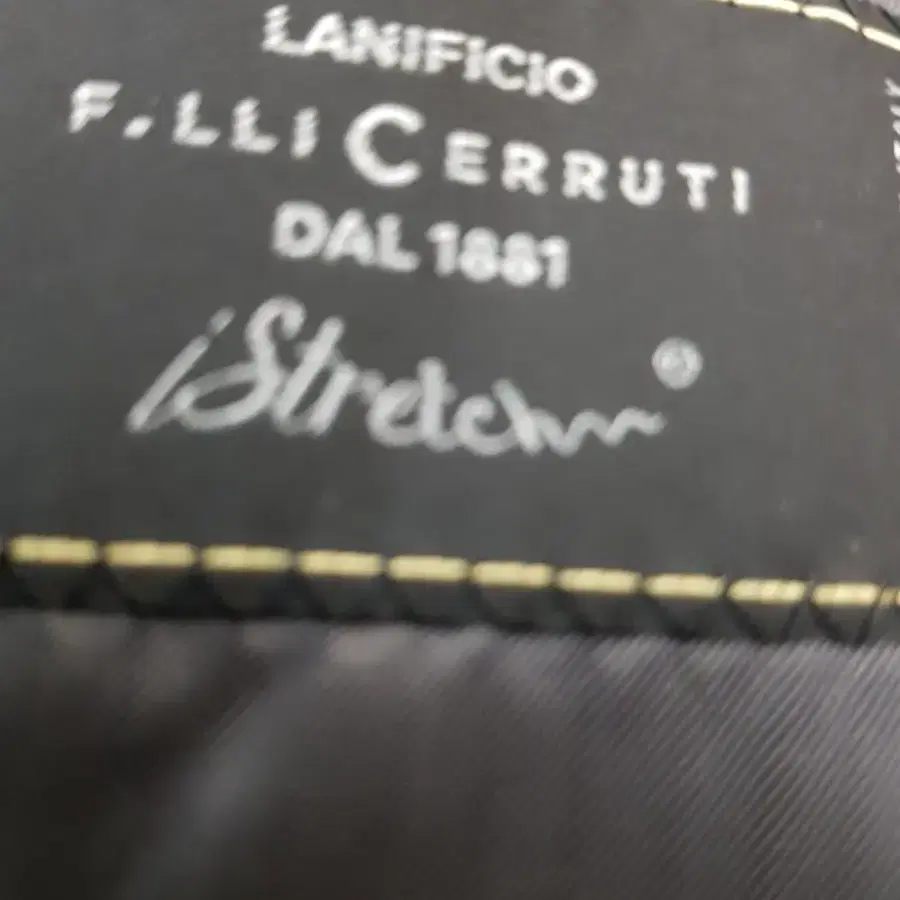 LANIFICIO
F.LLI CERRUTI
DAL 1881
iStretch®